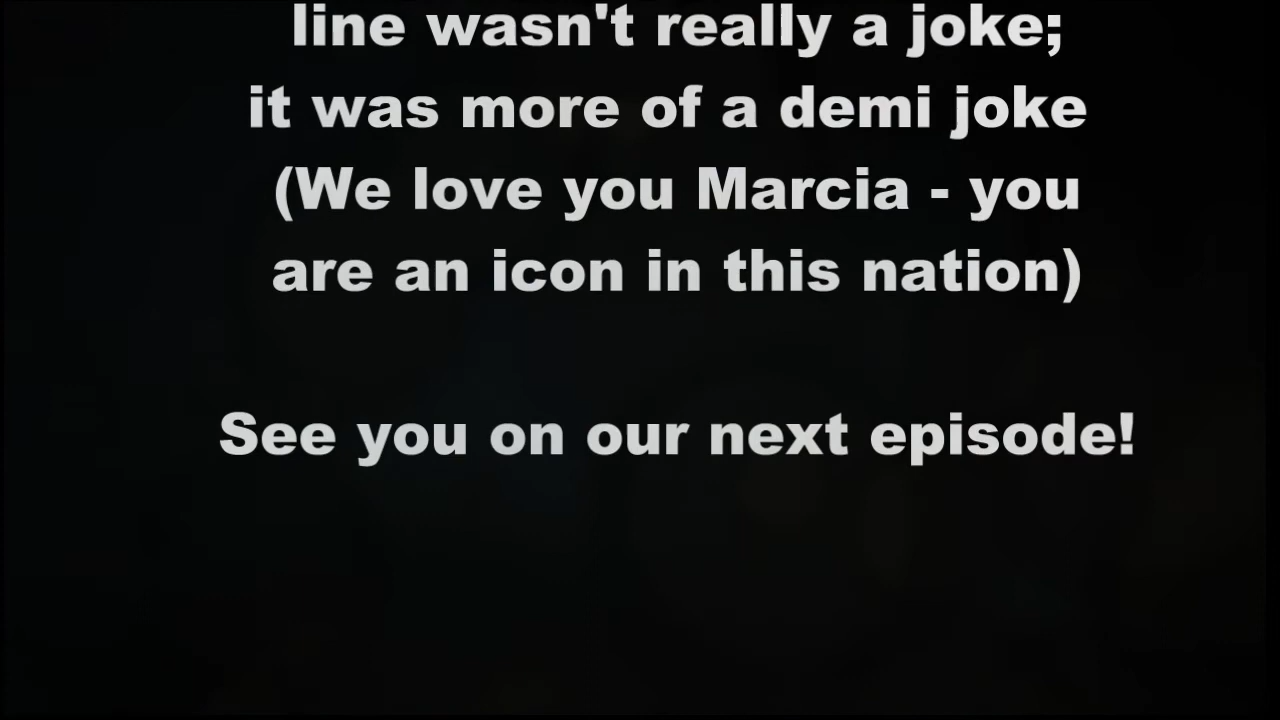 line wasn't really a joke;
it was more of a demi joke
(We love you Marcia - you
are an icon in this nation)
See you on our next episode!